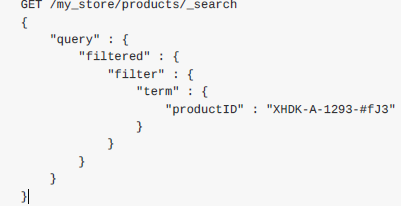 GET /my_store/products/_search
{
    "query" : {
        "filtered" : {
            "filter" : {
                "term" : {
                    "productID" : "XHDK-A-1293-#fJ3"
                }
            }
        }
    }
}